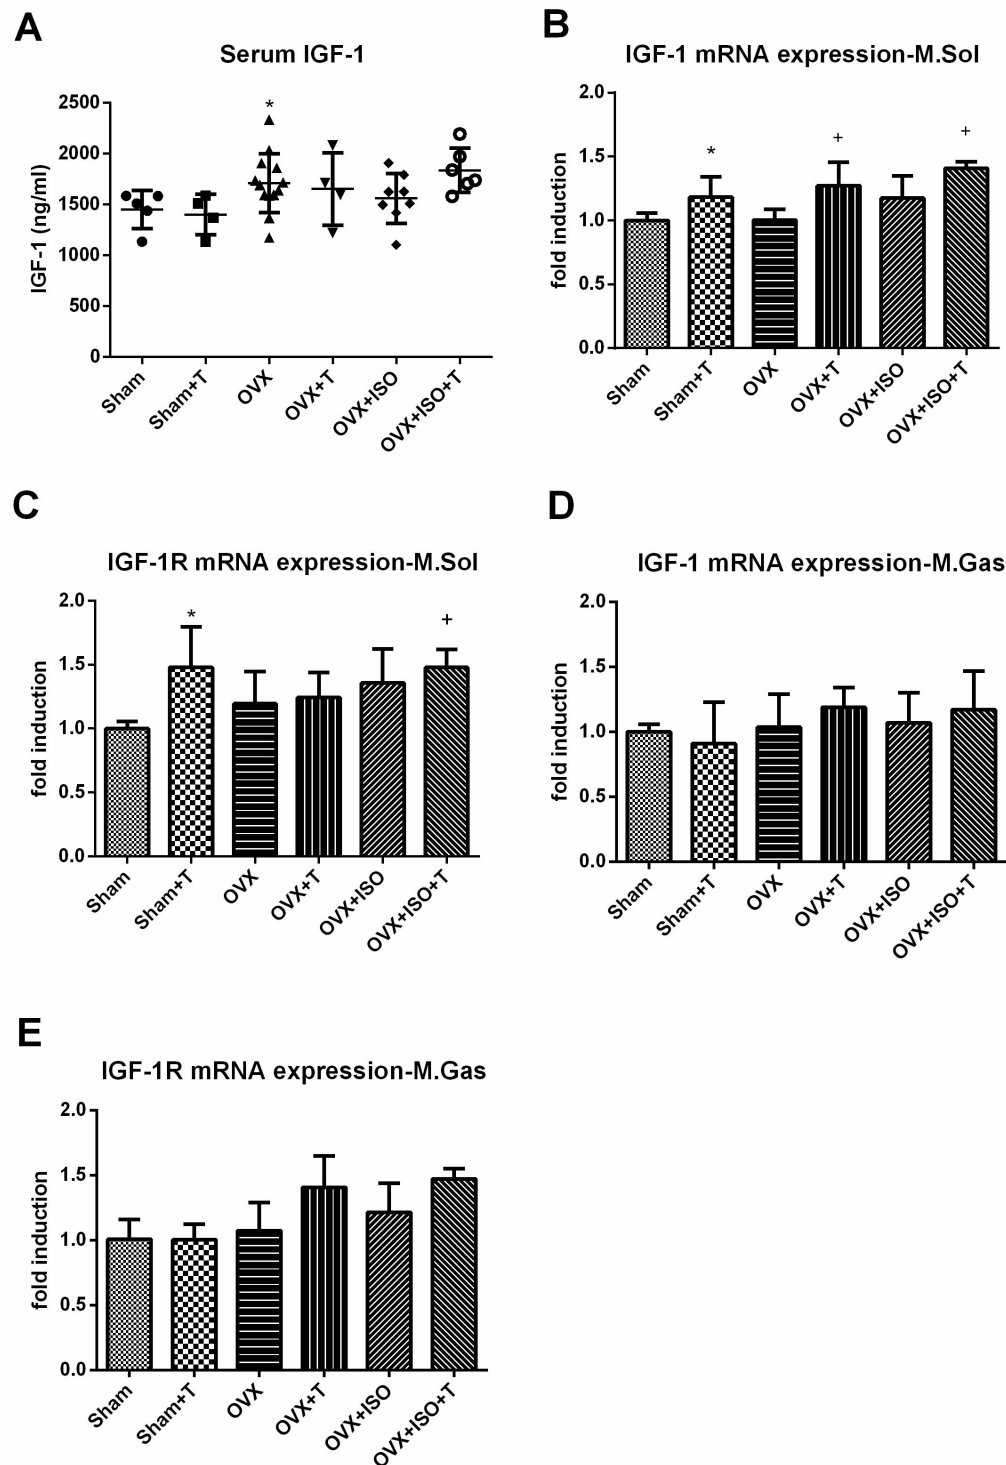 A
Serum IGF-1
*
2500
2000
1500
1000
500
0
IGF-1 (ng/ml)
Sham
Sham+T
OVX
OVX+T
OVX+ISO
OVX+ISO+T
B
IGF-1 mRNA expression-M.Sol
2.0
1.5
1.0
0.5
0.0
fold induction
*
+
+
Sham
Sham+T
OVX
OVX+T
OVX+ISO
OVX+ISO+T
C
IGF-1R mRNA expression-M.Sol
2.0
1.5
1.0
0.5
0.0
fold induction
*
+
Sham
Sham+T
OVX
OVX+T
OVX+ISO
OVX+ISO+T
D
IGF-1 mRNA expression-M.Gas
2.0
1.5
1.0
0.5
0.0
fold induction
Sham
Sham+T
OVX
OVX+T
OVX+ISO
OVX+ISO+T
E
IGF-1R mRNA expression-M.Gas
2.0
1.5
1.0
0.5
0.0
fold induction
Sham
Sham+T
OVX
OVX+T
OVX+ISO
OVX+ISO+T